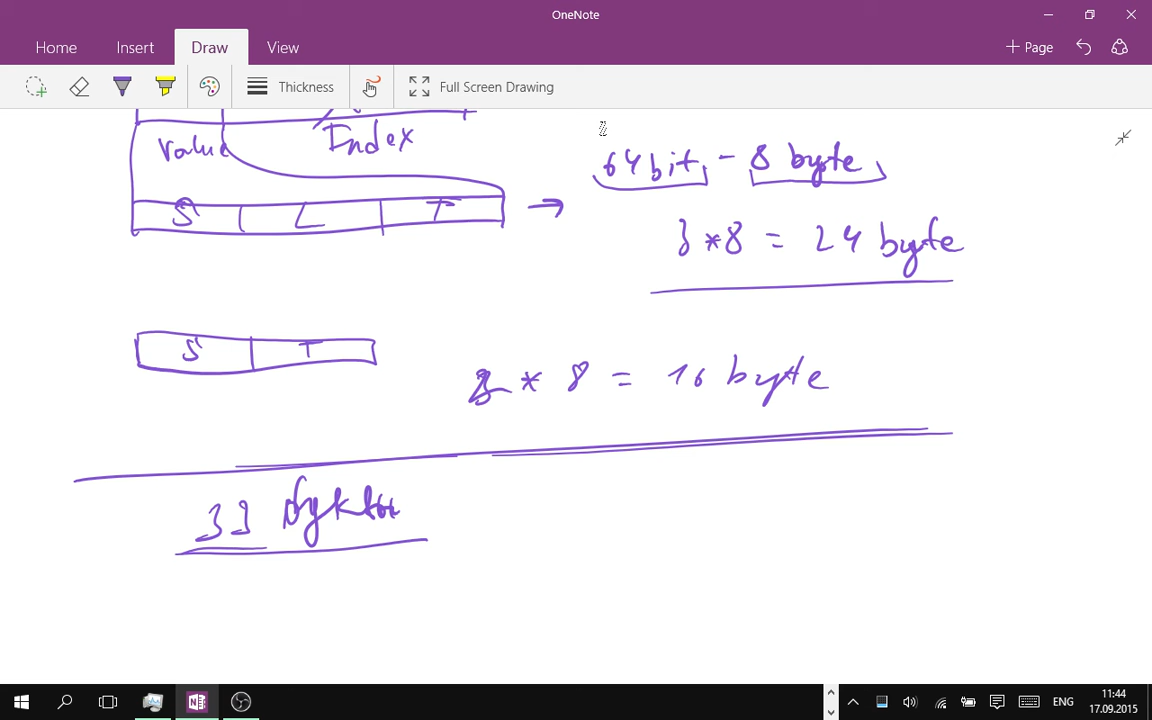 OneNote
Home Insert Draw View + Page
Thickness Full Screen Drawing
Value Index
64 bit - 8 byte
S L T →
3 * 8 = 24 byte
S T
2 * 8 = 16 byte
33
ENG 11:44
17.09.2015